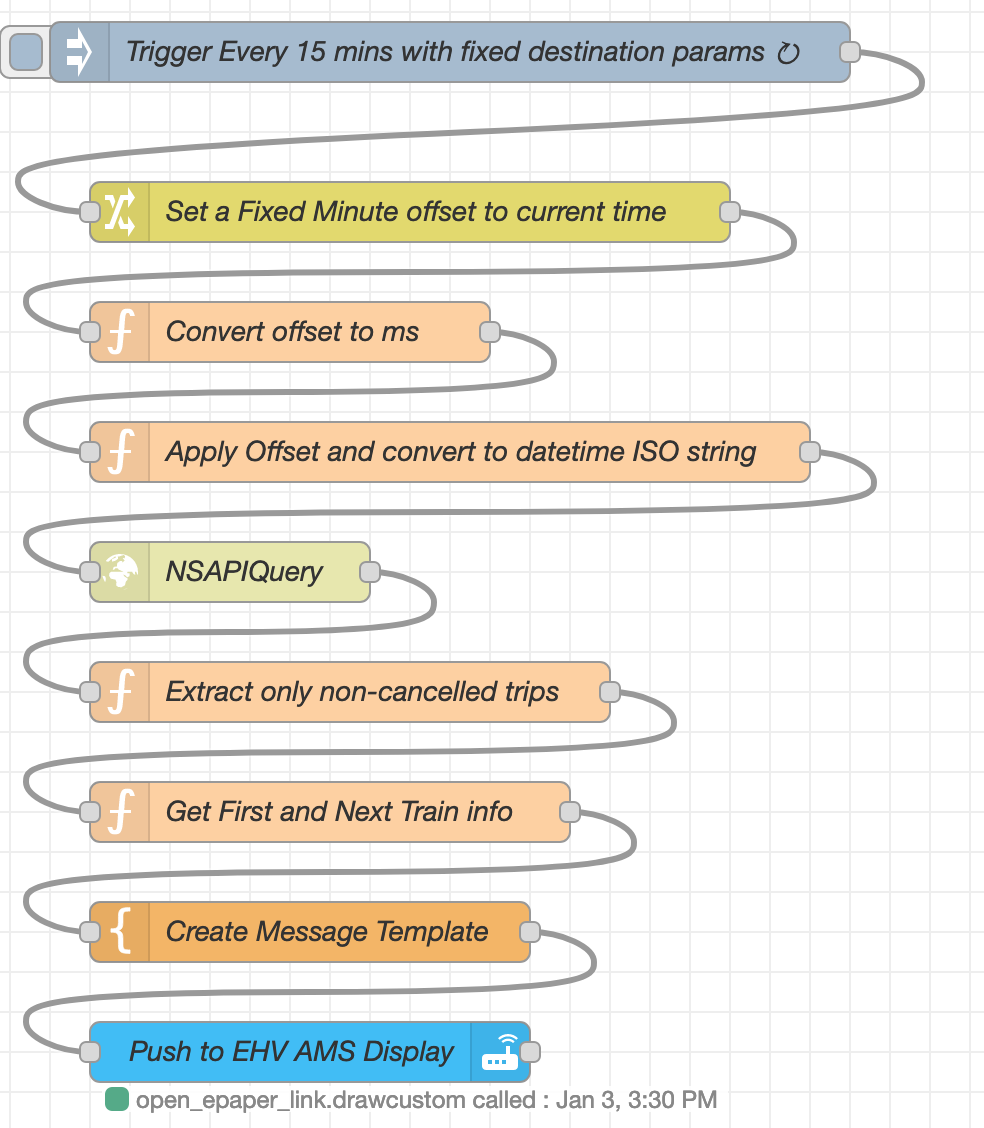 Trigger Every 15 mins with fixed destination params ↻
Set a Fixed Minute offset to current time
Convert offset to ms
Apply Offset and convert to datetime ISO string
NSAPIQuery
Extract only non-cancelled trips
Get First and Next Train info
Create Message Template
Push to EHV AMS Display
open_epaper_link.drawcustom called : Jan 3, 3:30 PM